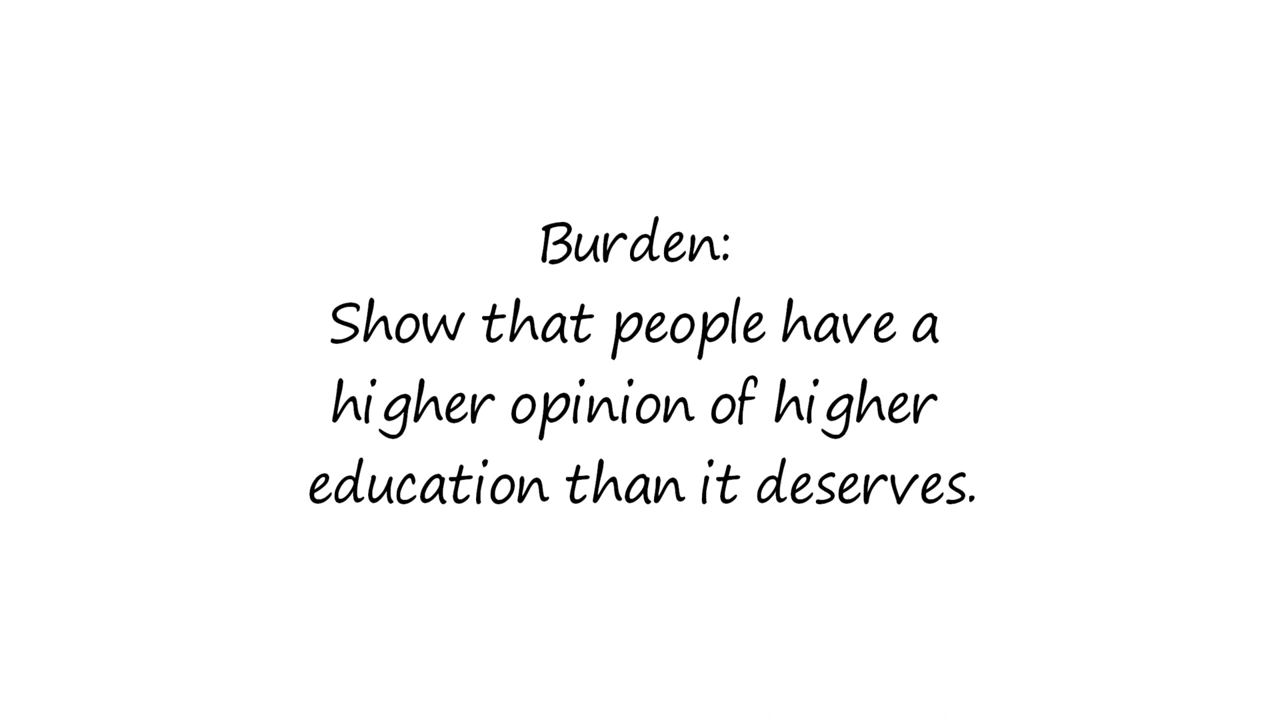 Burden:
Show that people have a
higher opinion of higher
education than it deserves.